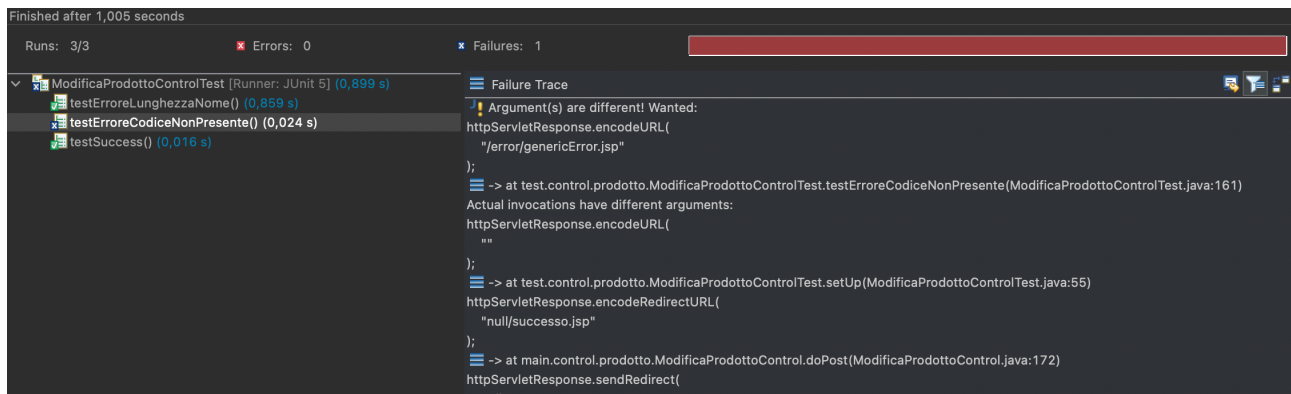 Finished after 1,005 seconds
Runs: 3/3 Errors: 0 Failures: 1
ModificaProdottoControlTest [Runner: JUnit 5] (0,899 s)
testErroreLunghezzaNome() (0,859 s)
testErroreCodiceNonPresente() (0,024 s)
testSuccess() (0,016 s)
Failure Trace
Argument(s) are different! Wanted:
httpServletResponse.encodeURL(
"/error/genericError.jsp"
);
-> at test.control.prodotto.ModificaProdottoControlTest.testErroreCodiceNonPresente(ModificaProdottoControlTest.java:161)
Actual invocations have different arguments:
httpServletResponse.encodeURL(
""
);
-> at test.control.prodotto.ModificaProdottoControlTest.setUp(ModificaProdottoControlTest.java:55)
httpServletResponse.encodeRedirectURL(
"null/successo.jsp"
);
-> at main.control.prodotto.ModificaProdottoControl.doPost(ModificaProdottoControl.java:172)
httpServletResponse.sendRedirect(